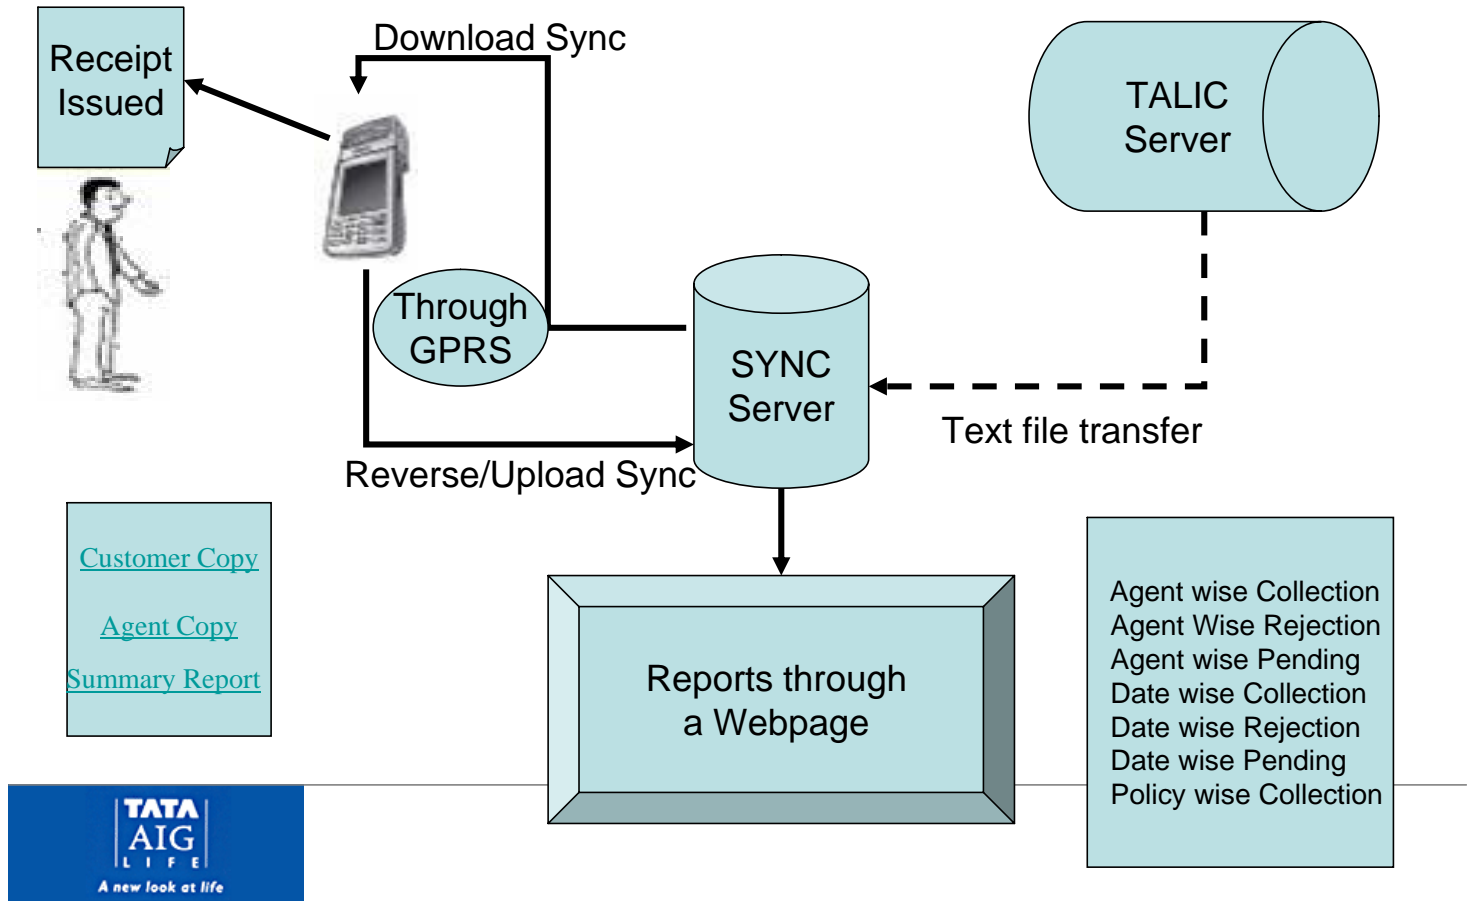 Download Sync
Receipt
Issued
TALIC
Server
Through
GPRS
SYNC
Server
Text file transfer
Reverse/Upload Sync
Customer Copy
Agent Copy
Summary Report
Reports through
a Webpage
Agent wise Collection
Agent Wise Rejection
Agent wise Pending
Date wise Collection
Date wise Rejection
Date wise Pending
Policy wise Collection
TATA
AIG
LIFE
A new look at life